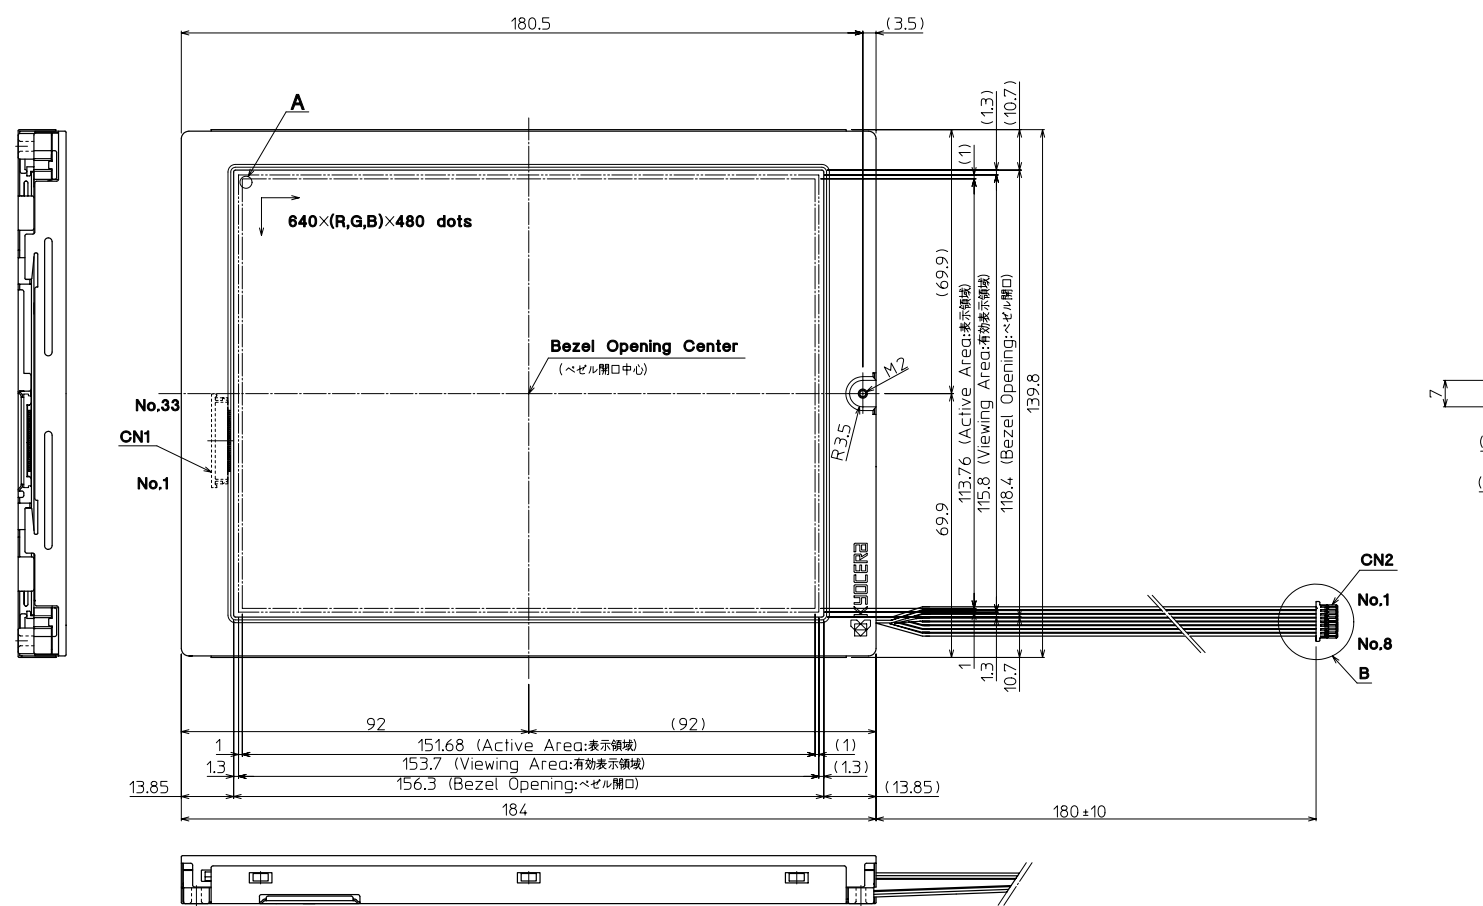 180.5
(3.5)
A
(1.3)
(10.7)
(1)
640×(R,G,B)×480 dots
(69.9)
Bezel Opening Center
(ベゼル開口中心)
M2
R3.5
113.76 (Active Area:表示領域)
115.8 (Viewing Area:有効表示領域)
118.4 (Bezel Opening:ベゼル開口)
139.8
7
No.33
CN1
No.1
69.9
KYOCERA
CN2
No.1
No.8
B
1
1.3
10.7
92
(92)
1
151.68 (Active Area:表示領域)
(1)
1.3
153.7 (Viewing Area:有効表示領域)
(1.3)
13.85
156.3 (Bezel Opening:ベゼル開口)
(13.85)
184
180±10